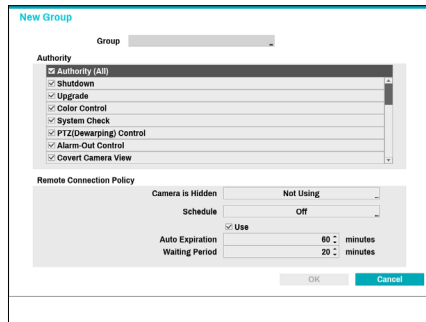 New Group
Group
Authority
Authority (All)
Shutdown
Upgrade
Color Control
System Check
PTZ(Dewarping) Control
Alarm-Out Control
Covert Camera View
Remote Connection Policy
Camera is Hidden Not Using
Schedule Off
Use
Auto Expiration 60 minutes
Waiting Period 20 minutes
OK Cancel